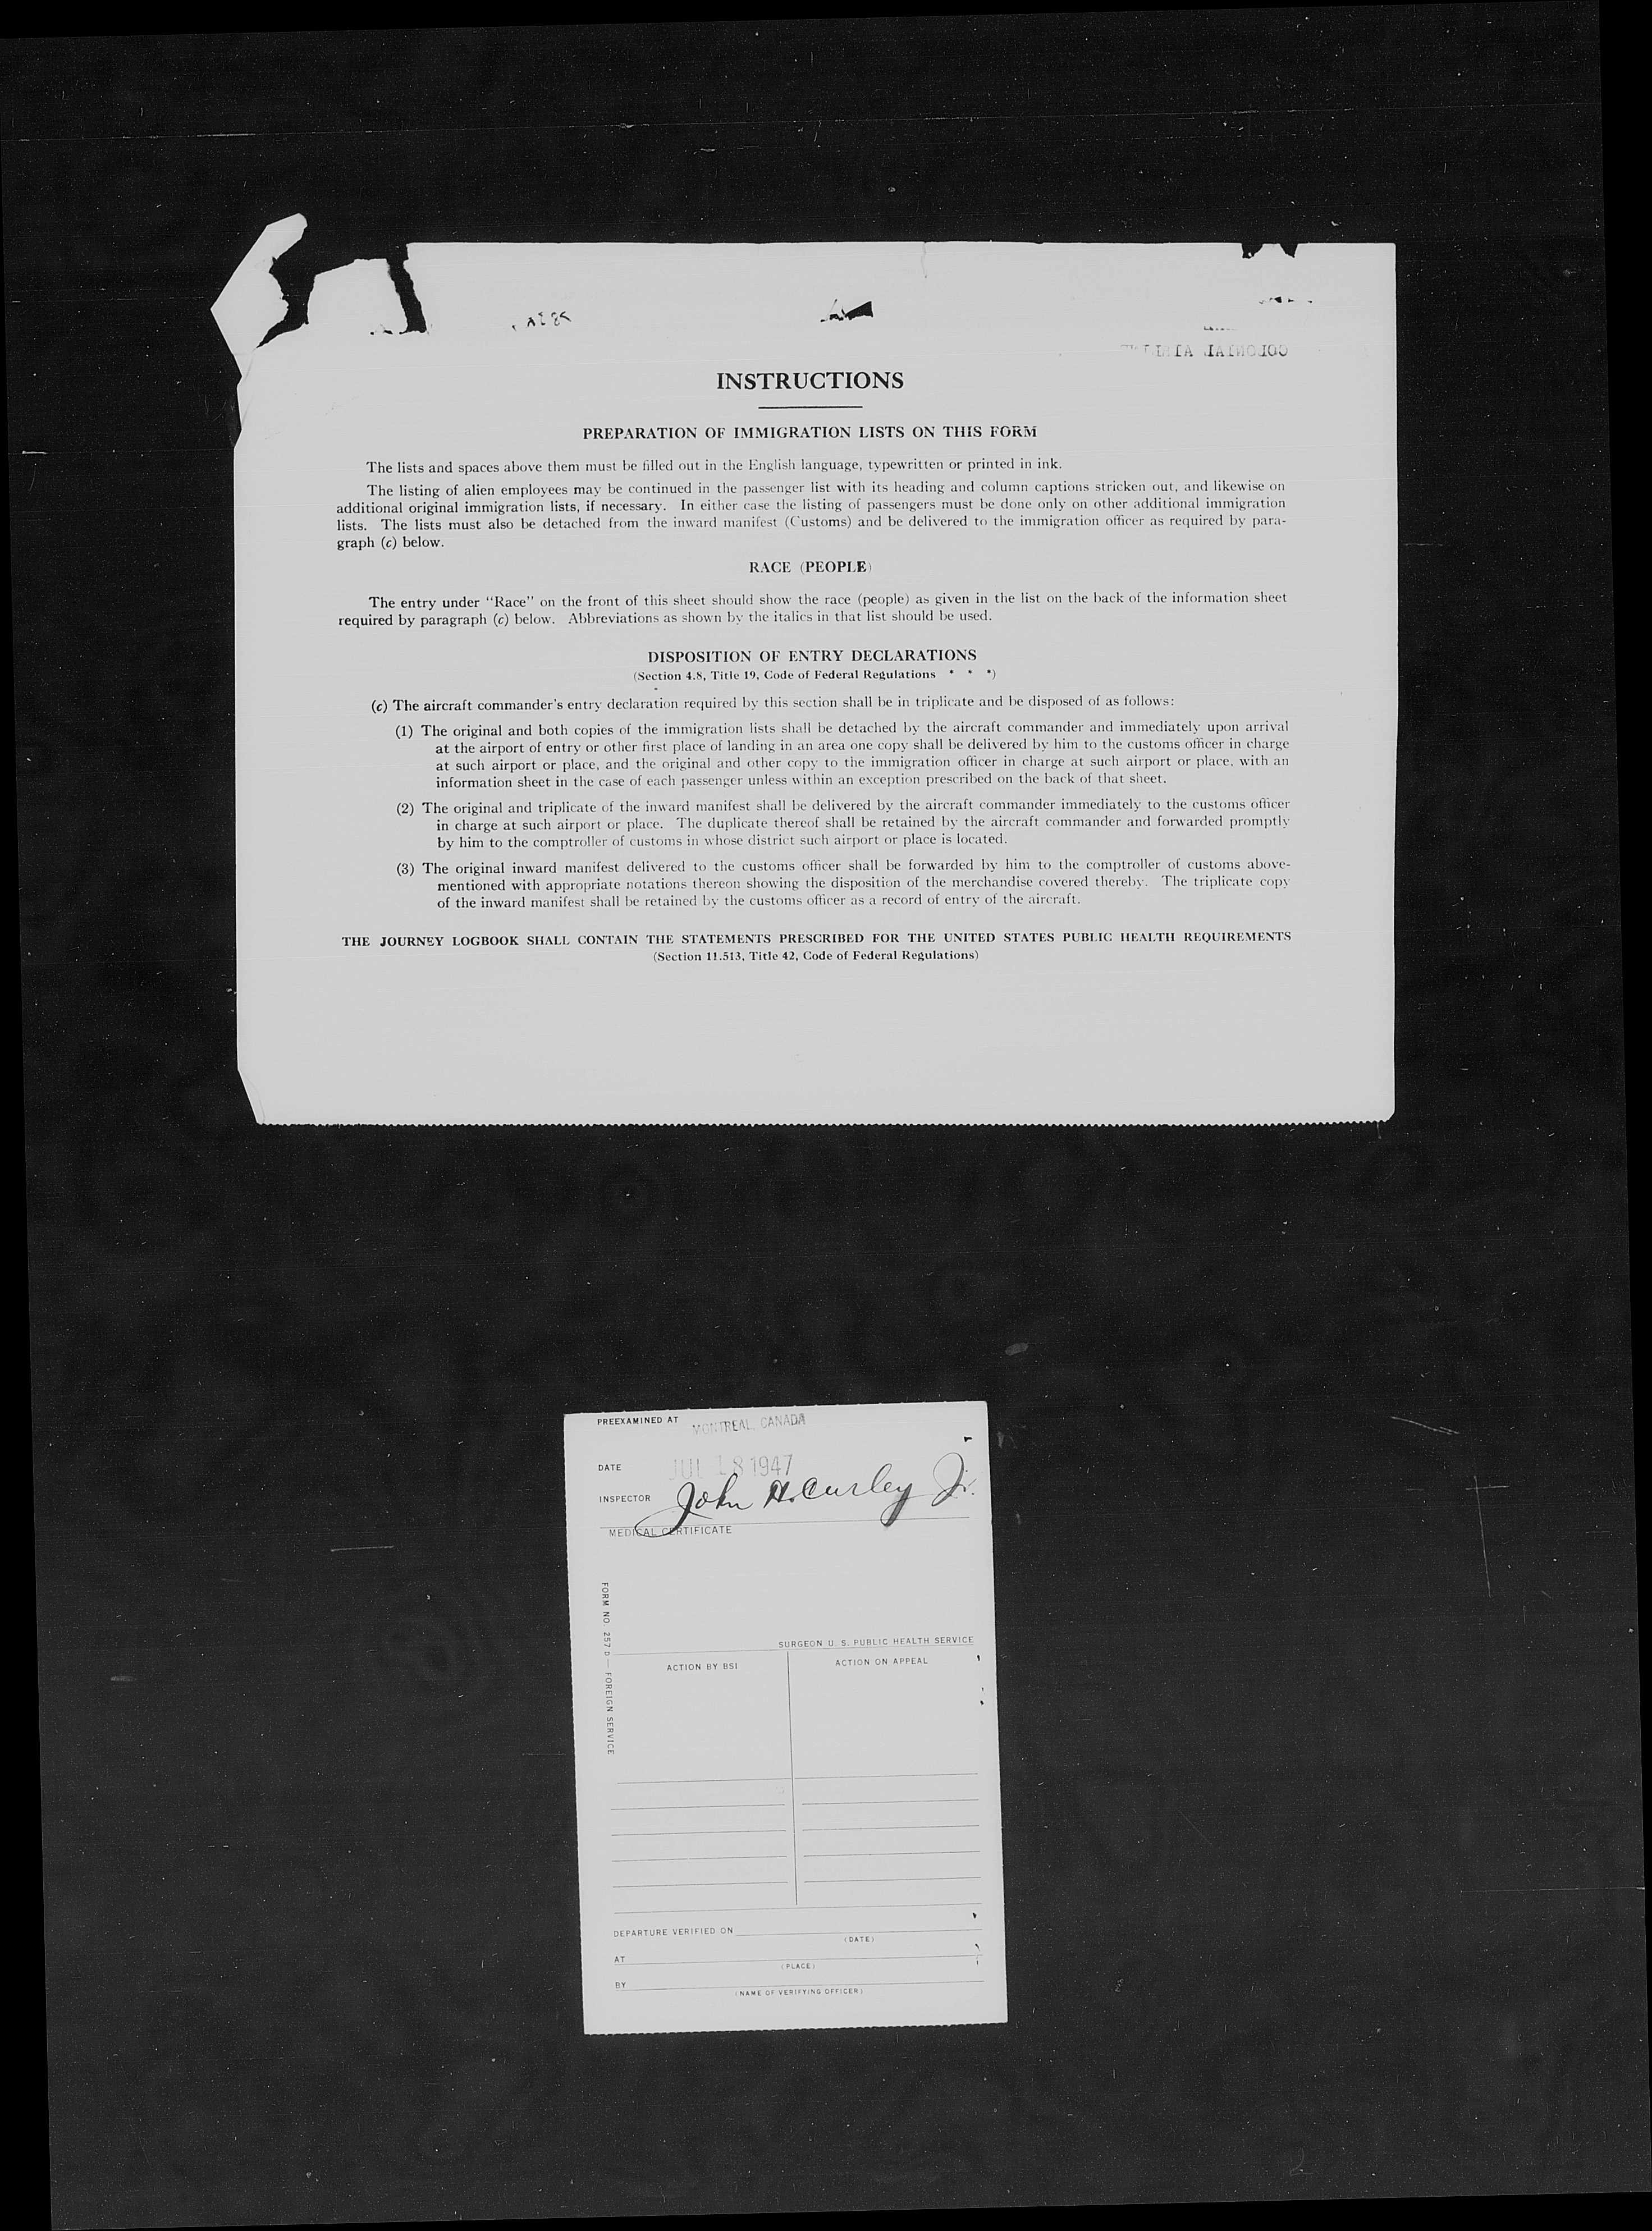 INSTRUCTIONS
PREPARATION OF IMMIGRATION LISTS ON THIS FORM
The lists and spaces above them must be filled out in the English language, typewritten or printed in ink.
The listing of alien employees may be continued in the passenger list with its heading and column captions stricken out, and likewise on
additional original immigration lists, if necessary. In either case the listing of passengers must be done only on other additional immigration
lists. The lists must also be detached from the inward manifest (Customs) and be delivered to the immigration officer as required by para-
graph (c) below.
RACE (PEOPLE)
The entry under “Race” on the front of this sheet should show the race (people) as given in the list on the back of the information sheet
required by paragraph (c) below. Abbreviations as shown by the italics in that list should be used.
DISPOSITION OF ENTRY DECLARATIONS
(Section 4.8, Title 19, Code of Federal Regulations * * *)
(c) The aircraft commander's entry declaration required by this section shall be in triplicate and be disposed of as follows:
(1) The original and both copies of the immigration lists shall be detached by the aircraft commander and immediately upon arrival
at the airport of entry or other first place of landing in an area one copy shall be delivered by him to the customs officer in charge
at such airport or place, and the original and other copy to the immigration officer in charge at such airport or place, with an
information sheet in the case of each passenger unless within an exception prescribed on the back of that sheet.
(2) The original and triplicate of the inward manifest shall be delivered by the aircraft commander immediately to the customs officer
in charge at such airport or place. The duplicate thereof shall be retained by the aircraft commander and forwarded promptly
by him to the comptroller of customs in whose district such airport or place is located.
(3) The original inward manifest delivered to the customs officer shall be forwarded by him to the comptroller of customs above-
mentioned with appropriate notations thereon showing the disposition of the merchandise covered thereby. The triplicate copy
of the inward manifest shall be retained by the customs officer as a record of entry of the aircraft.
THE JOURNEY LOGBOOK SHALL CONTAIN THE STATEMENTS PRESCRIBED FOR THE UNITED STATES PUBLIC HEALTH REQUIREMENTS
(Section 11.513, Title 42, Code of Federal Regulations)
PREEXAMINED AT MONTREAL, CANADA
DATE JUL 18 1947
INSPECTOR John H. Curley Jr.
MEDICAL CERTIFICATE
FORM NO. 257 D — FOREIGN SERVICE
SURGEON U. S. PUBLIC HEALTH SERVICE
ACTION BY BSI
ACTION ON APPEAL
DEPARTURE VERIFIED ON
(DATE)
AT
(PLACE)
BY
(NAME OF VERIFYING OFFICER)